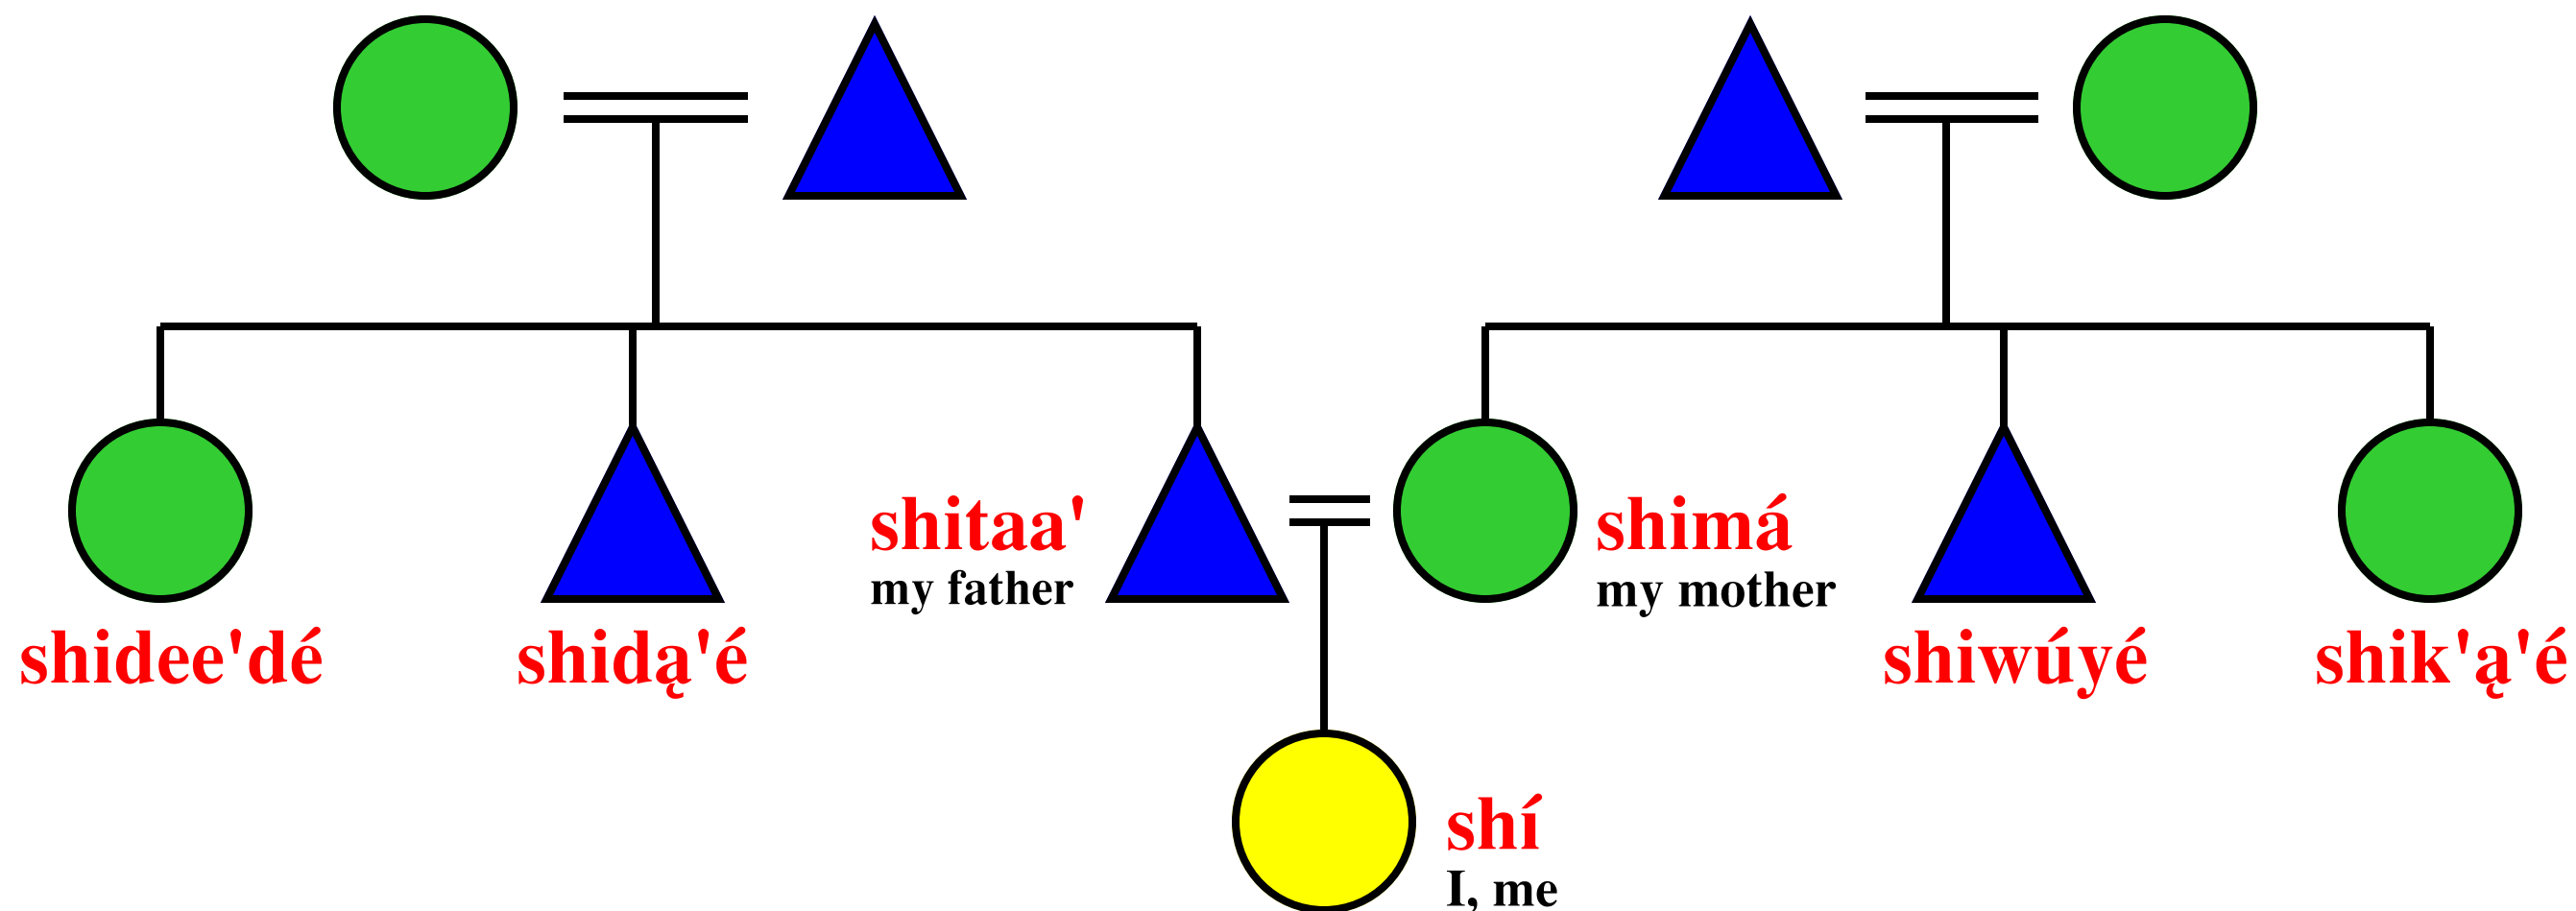 shitaa'
my father
shimá
my mother
shidee'dé
shidą'é
shiwúyé
shik'ą'é
shí
I, me